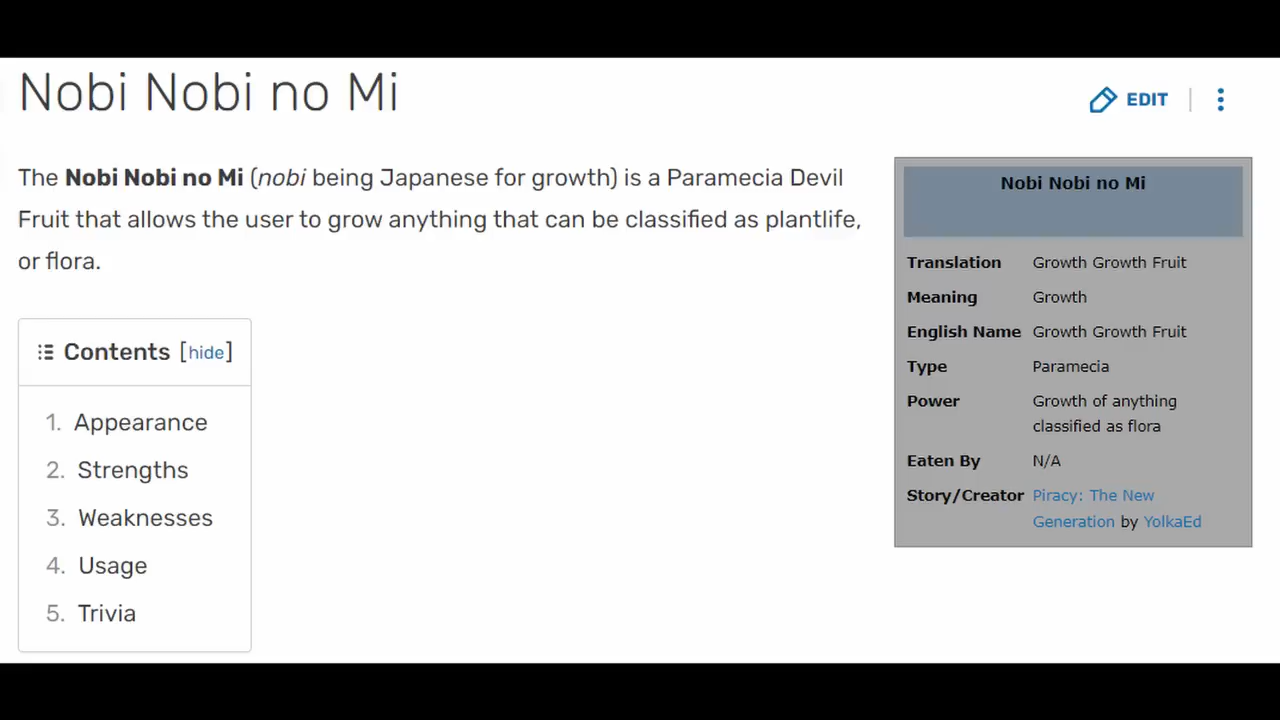 Nobi Nobi no Mi
EDIT
The Nobi Nobi no Mi (nobi being Japanese for growth) is a Paramecia Devil
Fruit that allows the user to grow anything that can be classified as plantlife,
or flora.
Contents [hide]
1. Appearance
2. Strengths
3. Weaknesses
4. Usage
5. Trivia
Nobi Nobi no Mi
Translation Growth Growth Fruit
Meaning Growth
English Name Growth Growth Fruit
Type Paramecia
Power Growth of anything
classified as flora
Eaten By N/A
Story/Creator Piracy: The New
Generation by YolkaEd